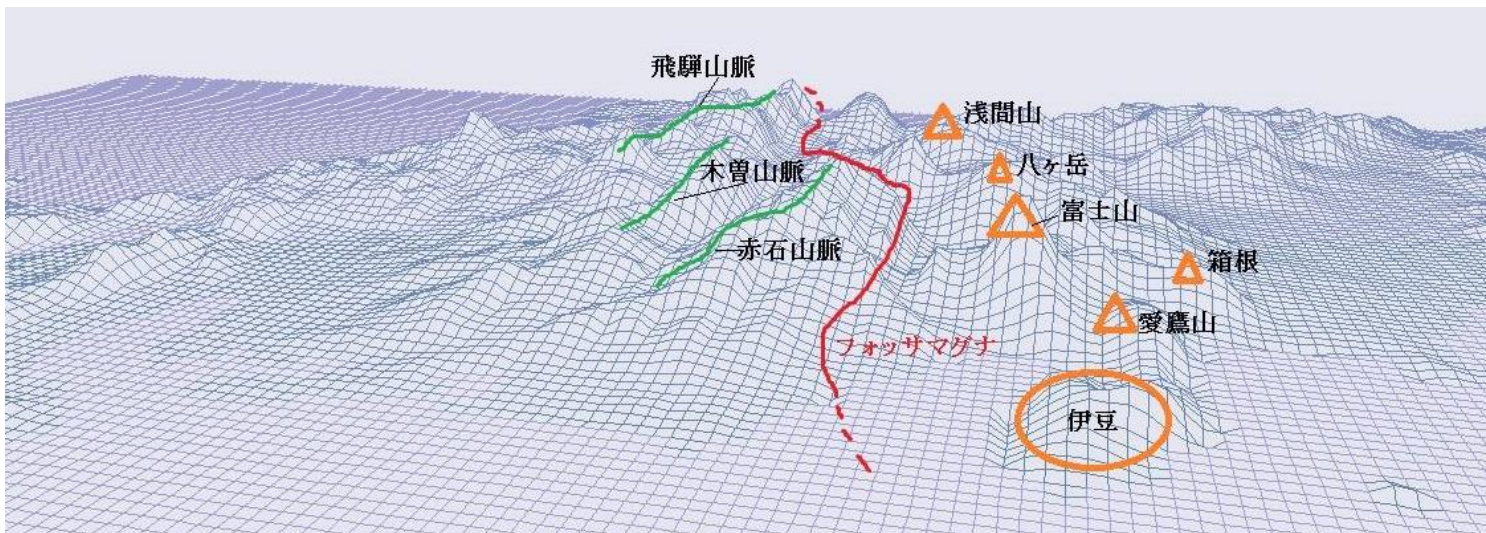 飛騨山脈
浅間山
木曽山脈
八ヶ岳
富士山
赤石山脈
箱根
愛鷹山
フォッサマグナ
伊豆